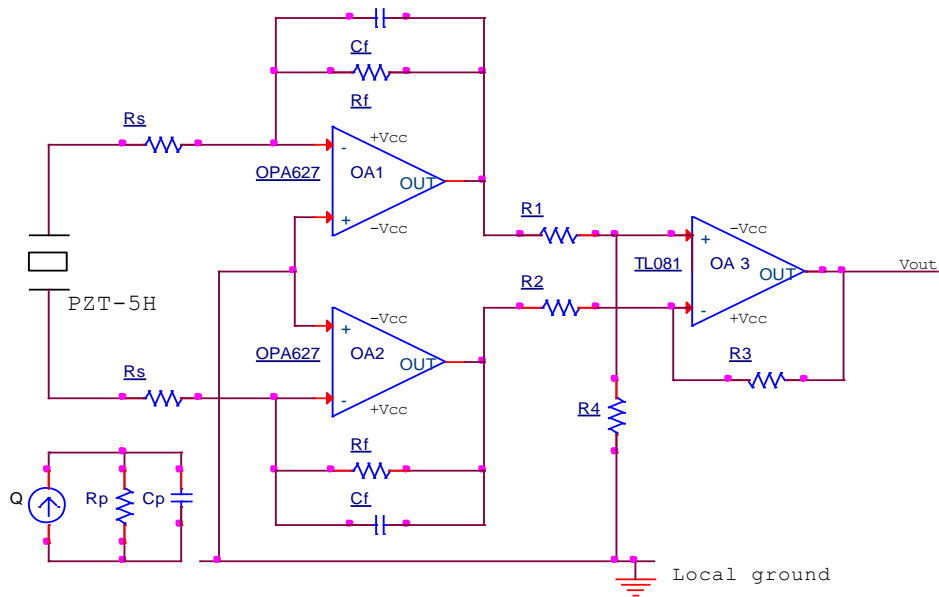 Cf
Rf
Rs
+Vcc
-
OPA627
OA1
OUT
+
-Vcc
R1
-Vcc
+
TL081
OA 3
OUT
Vout
PZT-5H
R2
-
+Vcc
-Vcc
+
OPA627
OA2
OUT
R3
Rs
-
+Vcc
R4
Rf
Q
Rp
Cp
Cf
Local ground